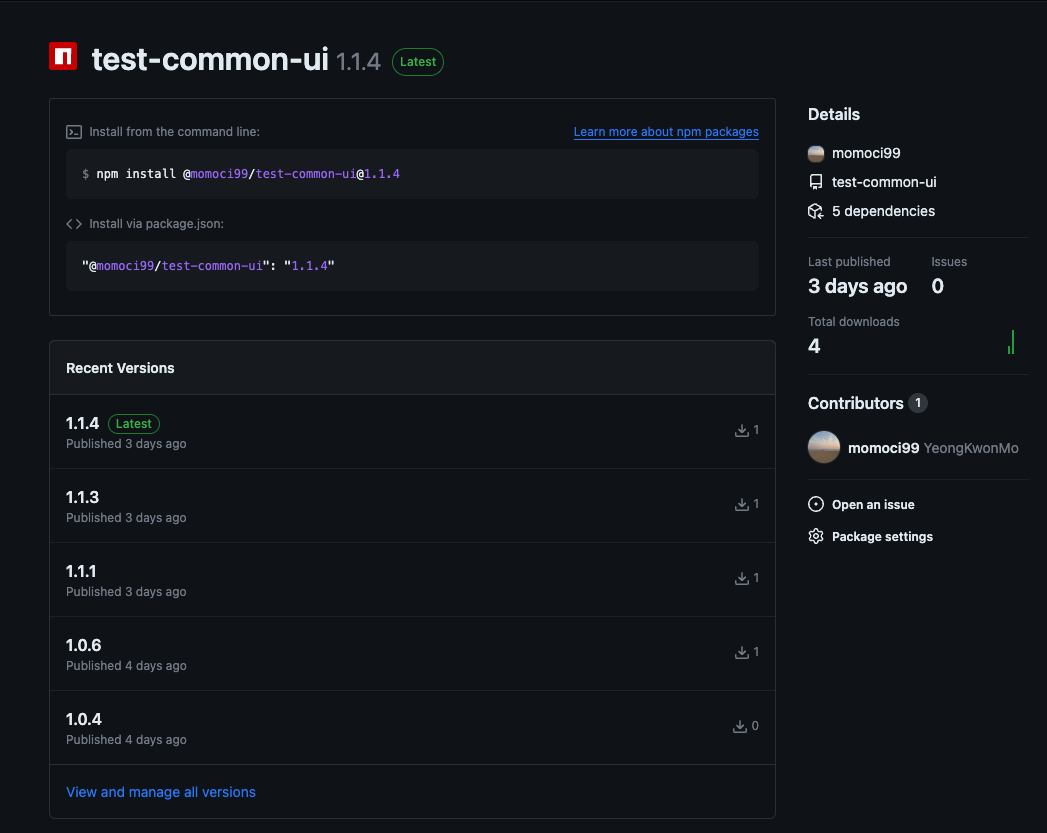 test-common-ui 1.1.4 Latest
Install from the command line:
Learn more about npm packages
$ npm install @momoci99/test-common-ui@1.1.4
Install via package.json:
"@momoci99/test-common-ui": "1.1.4"
Recent Versions
1.1.4 Latest
Published 3 days ago
1
1.1.3
Published 3 days ago
1
1.1.1
Published 3 days ago
1
1.0.6
Published 4 days ago
1
1.0.4
Published 4 days ago
0
View and manage all versions
Details
momoci99
test-common-ui
5 dependencies
Last published
3 days ago
Issues
0
Total downloads
4
Contributors 1
momoci99 YeongKwonMo
Open an issue
Package settings